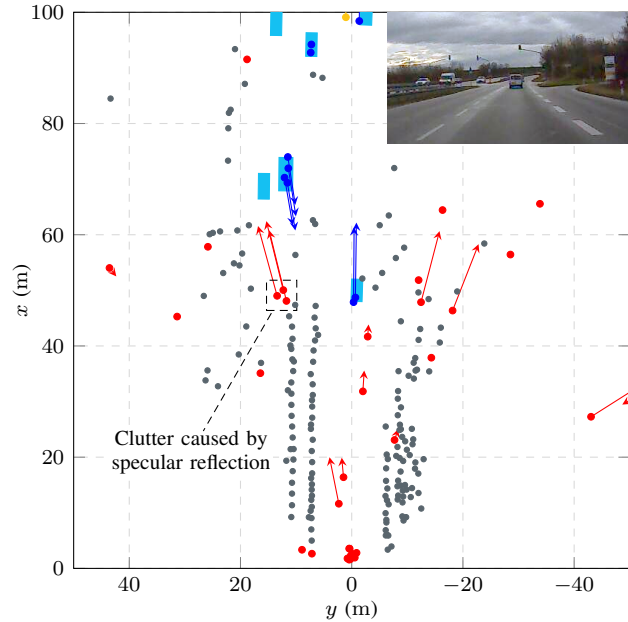 100
80
60
40
20
0
x (m)
Clutter caused by
specular reflection
40
20
0
−20
−40
y (m)